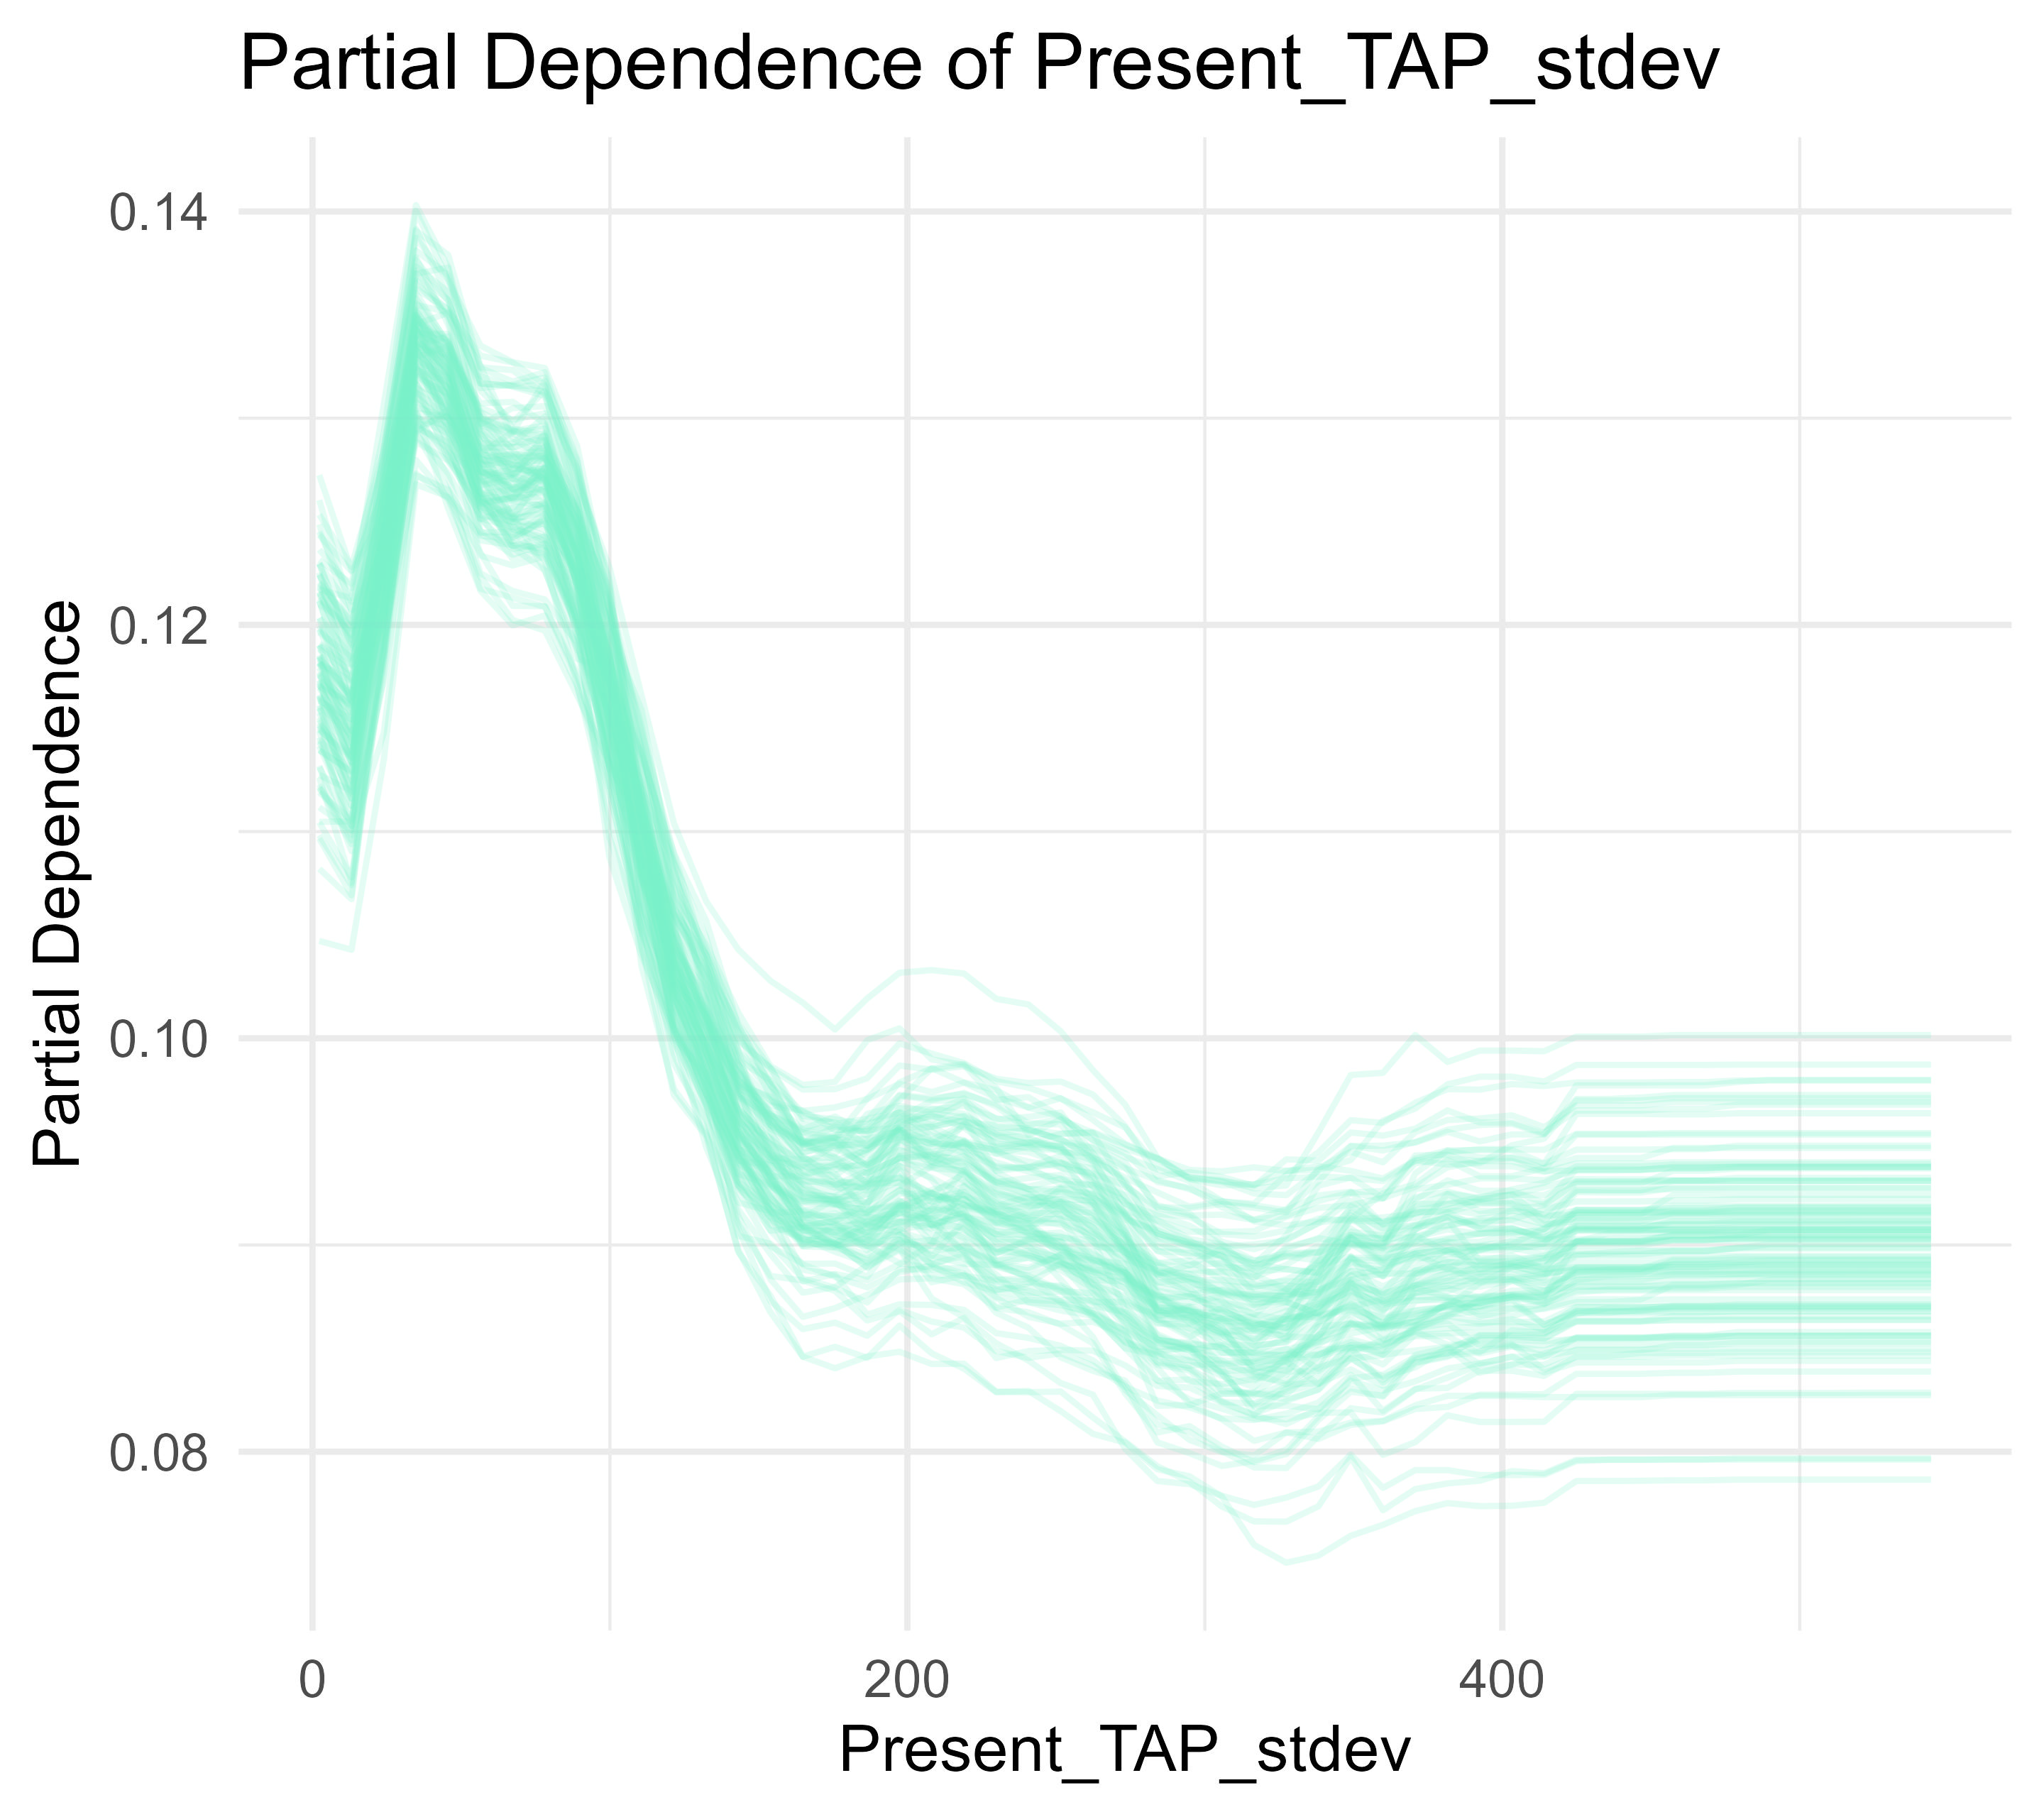 Partial Dependence of Present_TAP_stdev
0.14
0.12
0.10
0.08
Partial Dependence
0
200
400
Present_TAP_stdev